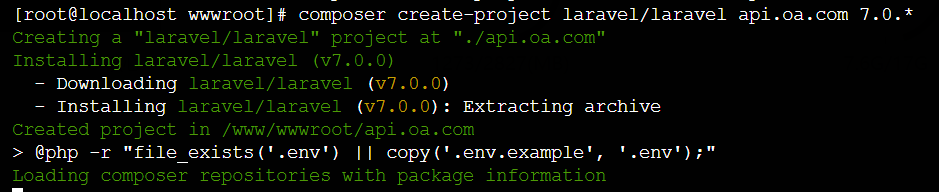 [root@localhost wwwroot]# composer create-project laravel/laravel api.oa.com 7.0.*
Creating a "laravel/laravel" project at "./api.oa.com"
Installing laravel/laravel (v7.0.0)
  - Downloading laravel/laravel (v7.0.0)
  - Installing laravel/laravel (v7.0.0): Extracting archive
Created project in /www/wwwroot/api.oa.com
> @php -r "file_exists('.env') || copy('.env.example', '.env');"
Loading composer repositories with package information